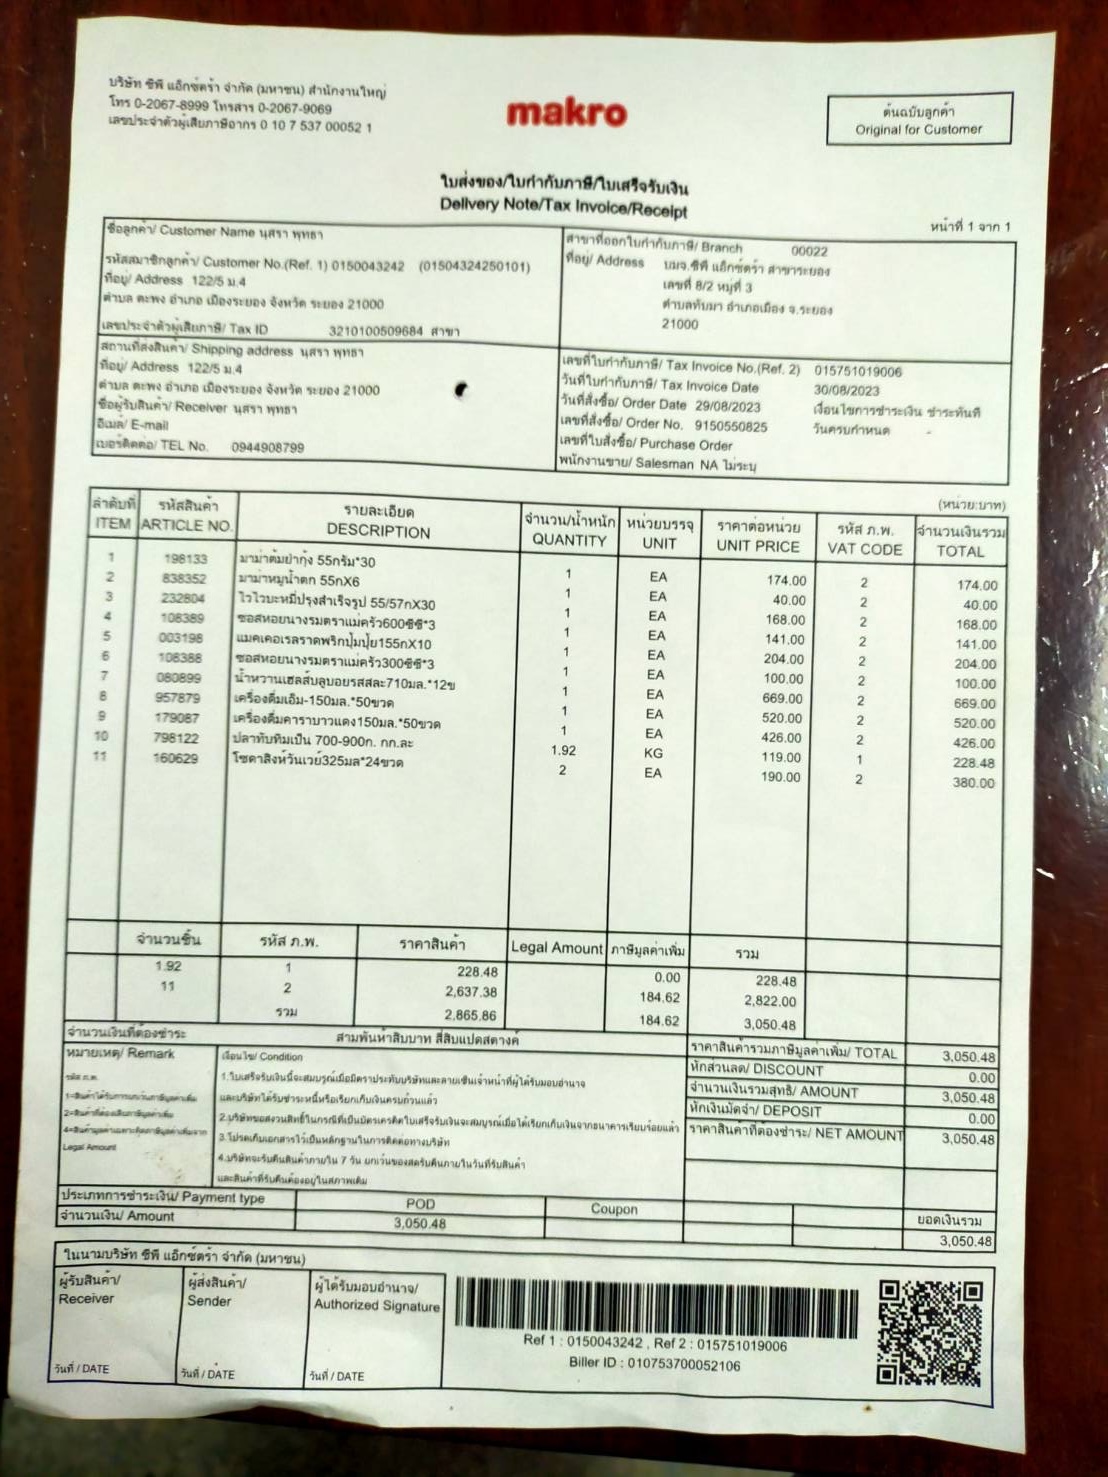 บริษัท ซีพี แอ็กซ์ตร้า จำกัด (มหาชน) สำนักงานใหญ่
โทร 0-2067-8999 โทรสาร 0-2067-9069
เลขประจำตัวผู้เสียภาษีอากร 0 10 7 537 00052 1
makro
ต้นฉบับลูกค้า
Original for Customer
ใบส่งของ/ใบกำกับภาษี/ใบเสร็จรับเงิน
Delivery Note/Tax Invoice/Receipt
หน้าที่ 1 จาก 1
ชื่อลูกค้า/ Customer Name นุสรา พุทธา
รหัสสมาชิกลูกค้า/ Customer No.(Ref. 1) 0150043242 (01504324250101)
ที่อยู่/ Address 122/5 ม.4
ตำบล ตะพง อำเภอ เมืองระยอง จังหวัด ระยอง 21000
เลขประจำตัวผู้เสียภาษี/ Tax ID 3210100509684 สาขา
สาขาที่ออกใบกำกับภาษี/ Branch 00022
ที่อยู่/ Address บมจ.ซีพี แอ็กซ์ตร้า สาขาระยอง
เลขที่ 8/2 หมู่ที่ 3
ตำบลทับมา อำเภอเมือง จ.ระยอง
21000
สถานที่ส่งสินค้า/ Shipping address นุสรา พุทธา
ที่อยู่/ Address 122/5 ม.4
ตำบล ตะพง อำเภอ เมืองระยอง จังหวัด ระยอง 21000
ชื่อผู้รับสินค้า/ Receiver นุสรา พุทธา
อีเมล์/ E-mail
เบอร์ติดต่อ/ TEL No. 0944908799
เลขที่ใบกำกับภาษี/ Tax Invoice No.(Ref. 2) 015751019006
วันที่ใบกำกับภาษี/ Tax Invoice Date 30/08/2023
วันที่สั่งซื้อ/ Order Date 29/08/2023 เงื่อนไขการชำระเงิน ชำระทันที
เลขที่สั่งซื้อ/ Order No. 9150550825 วันครบกำหนด -
เลขที่ใบสั่งซื้อ/ Purchase Order
พนักงานขาย/ Salesman NA ไม่ระบุ
(หน่วย:บาท)
ลำดับที่ รหัสสินค้า รายละเอียด จำนวน/น้ำหนัก หน่วยบรรจุ ราคาต่อหน่วย รหัส ภ.พ. จำนวนเงินรวม
ITEM ARTICLE NO. DESCRIPTION QUANTITY UNIT UNIT PRICE VAT CODE TOTAL
1 198133 มาม่าต้มยำกุ้ง 55กรัม*30 1 EA 174.00 2 174.00
2 838352 มาม่าหมูน้ำตก 55กX6 1 EA 40.00 2 40.00
3 232804 ไวไวบะหมี่ปรุงสำเร็จรูป 55/57กX30 1 EA 168.00 2 168.00
4 108389 ซอสหอยนางรมตราแม่ครัว600ซีซี*3 1 EA 141.00 2 141.00
5 003198 แมคเคอเรลราดพริกปุ้มปุ้ย155กX10 1 EA 204.00 2 204.00
6 108388 ซอสหอยนางรมตราแม่ครัว300ซีซี*3 1 EA 100.00 2 100.00
7 080899 น้ำหวานเฮลส์บลูบอยรสสละ710มล.*12ข 1 EA 669.00 2 669.00
8 957879 เครื่องดื่มเอ็ม-150มล.*50ขวด 1 EA 520.00 2 520.00
9 179087 เครื่องดื่มคาราบาวแดง150มล.*50ขวด 1 EA 426.00 2 426.00
10 798122 ปลาทับทิมเป็น 700-900ก. กก.ละ 1.92 KG 119.00 1 228.48
11 160629 โซดาสิงห์วันเวย์325มล*24ขวด 2 EA 190.00 2 380.00
จำนวนชิ้น รหัส ภ.พ. ราคาสินค้า Legal Amount ภาษีมูลค่าเพิ่ม รวม
1.92 1 228.48 0.00 228.48
11 2 2,637.38 184.62 2,822.00
รวม 2,865.86 184.62 3,050.48
จำนวนเงินที่ต้องชำระ สามพันห้าสิบบาท สี่สิบแปดสตางค์
หมายเหตุ/ Remark
รหัส ภ.พ.
1=สินค้าได้รับการยกเว้นภาษีมูลค่าเพิ่ม
2=สินค้าที่ต้องเสียภาษีมูลค่าเพิ่ม
Legal Amount
เงื่อนไข/ Condition
1.ใบเสร็จรับเงินนี้จะสมบูรณ์เมื่อมีตราประทับบริษัทและลายเซ็นเจ้าหน้าที่ผู้ได้รับมอบอำนาจ
และบริษัทได้รับชำระหนี้หรือเรียกเก็บเงินครบถ้วนแล้ว
2.บริษัทขอสงวนสิทธิ์ในกรณีที่เป็นบัตรเครดิตใบเสร็จรับเงินจะสมบูรณ์เมื่อได้เรียกเก็บเงินจากธนาคารเรียบร้อยแล้ว
3.โปรดเก็บเอกสารไว้เป็นหลักฐานในการติดต่อทางบริษัท
4.บริษัทจะรับคืนสินค้าภายใน 7 วัน ยกเว้นของสดรับคืนภายในวันที่รับสินค้า
และสินค้าที่รับคืนต้องอยู่ในสภาพเดิม
ราคาสินค้ารวมภาษีมูลค่าเพิ่ม/ TOTAL 3,050.48
หักส่วนลด/ DISCOUNT 0.00
จำนวนเงินรวมสุทธิ/ AMOUNT 3,050.48
หักเงินมัดจำ/ DEPOSIT 0.00
ราคาสินค้าที่ต้องชำระ/ NET AMOUNT 3,050.48
ประเภทการชำระเงิน/ Payment type POD Coupon ยอดเงินรวม
จำนวนเงิน/ Amount 3,050.48 3,050.48
ในนามบริษัท ซีพี แอ็กซ์ตร้า จำกัด (มหาชน)
ผู้รับสินค้า/ ผู้ส่งสินค้า/ ผู้ได้รับมอบอำนาจ/
Receiver Sender Authorized Signature
วันที่ / DATE วันที่ / DATE วันที่ / DATE
Ref 1 : 0150043242 , Ref 2 : 015751019006
Biller ID : 010753700052106